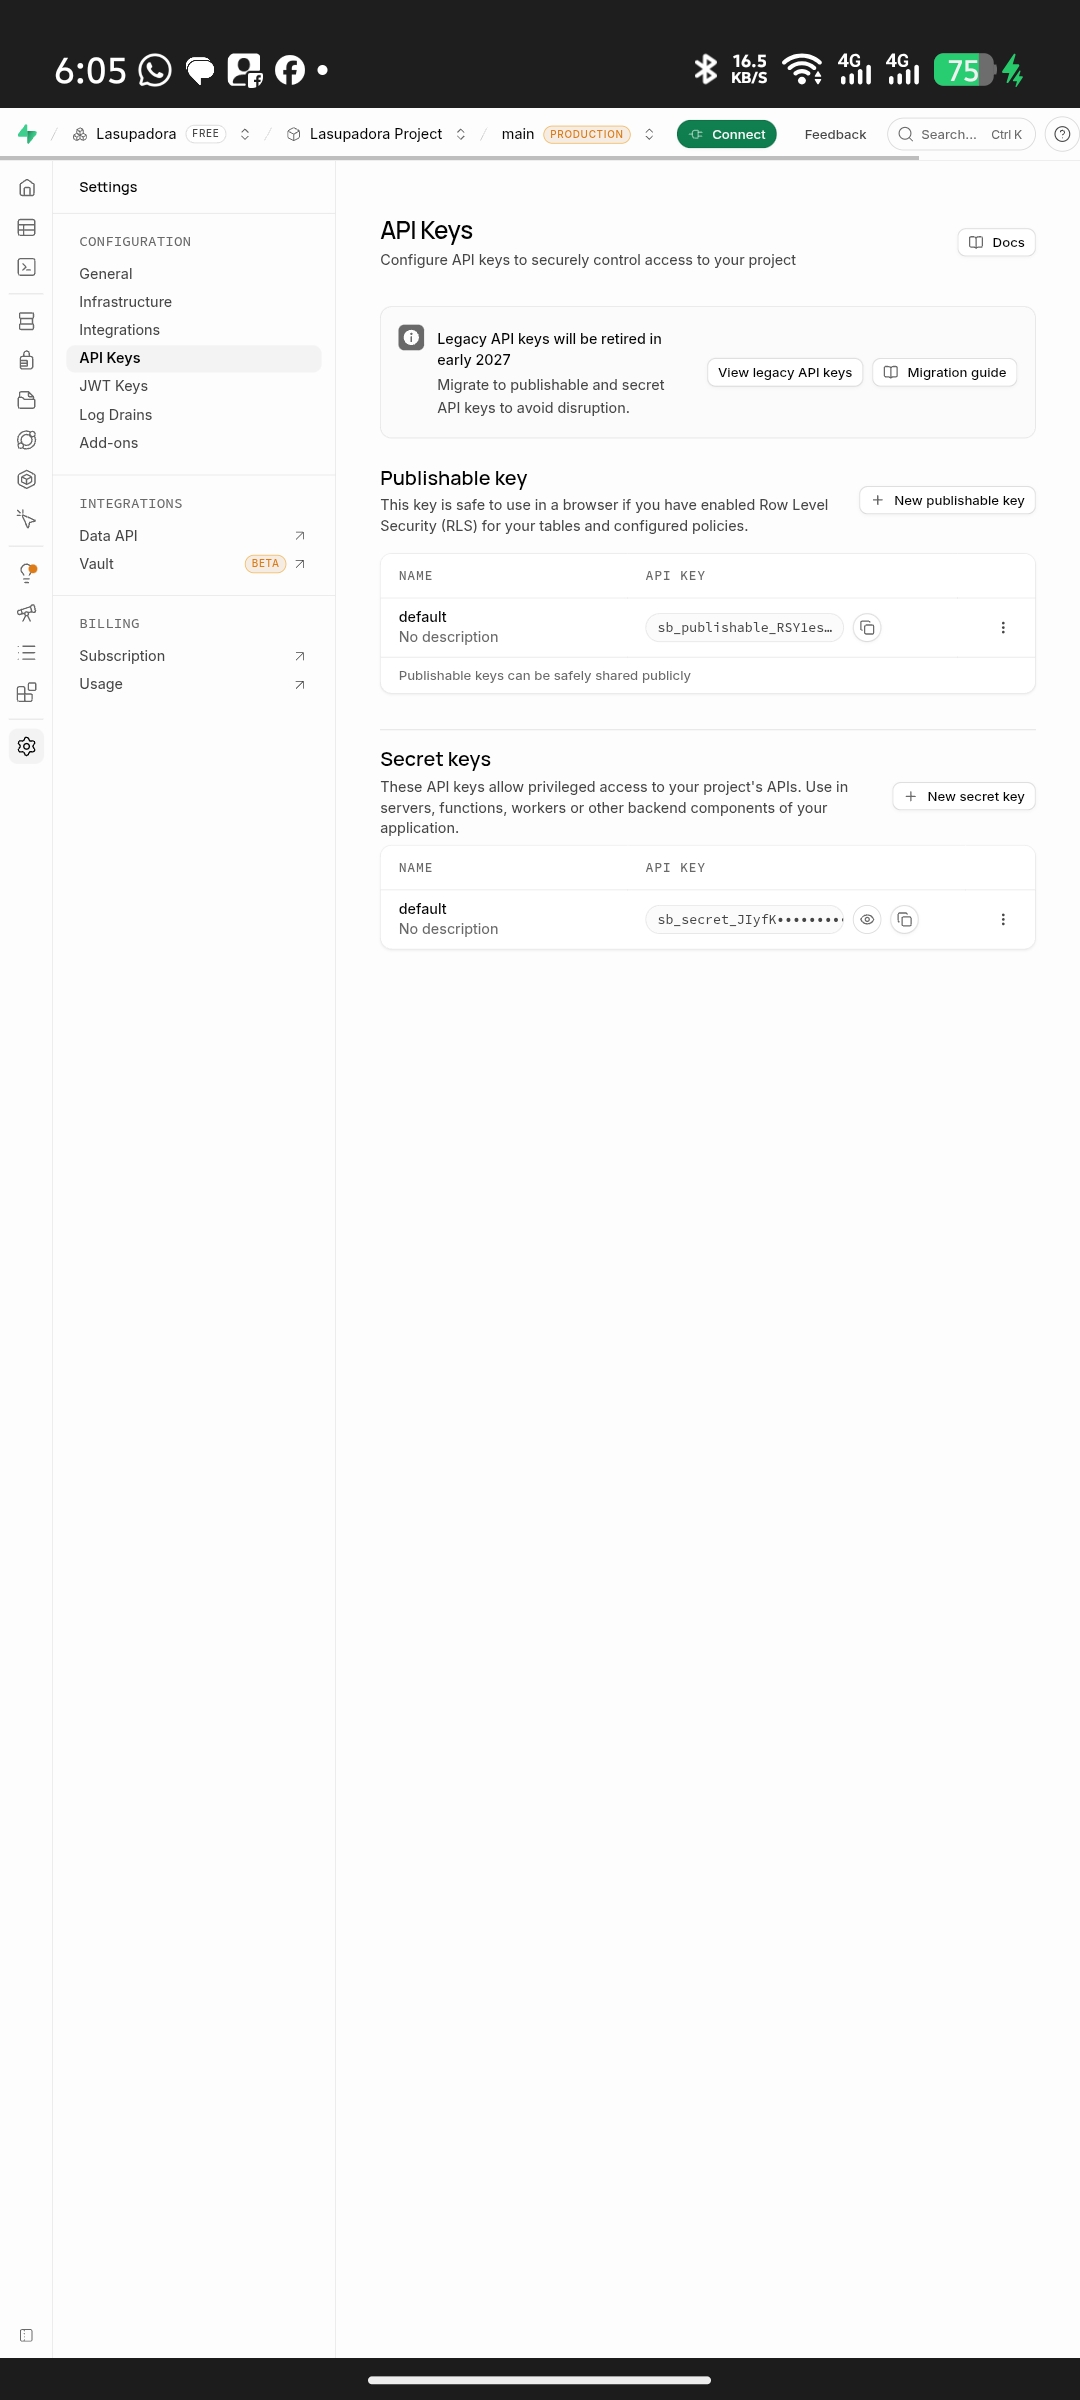 6:05
16.5
KB/S
4G
4G
75
Lasupadora FREE
Lasupadora Project
main PRODUCTION
Connect
Feedback
Search... Ctrl K
Settings
CONFIGURATION
General
Infrastructure
Integrations
API Keys
JWT Keys
Log Drains
Add-ons
INTEGRATIONS
Data API
Vault BETA
BILLING
Subscription
Usage
API Keys
Configure API keys to securely control access to your project
Docs
Legacy API keys will be retired in
early 2027
Migrate to publishable and secret
API keys to avoid disruption.
View legacy API keys
Migration guide
Publishable key
This key is safe to use in a browser if you have enabled Row Level
Security (RLS) for your tables and configured policies.
New publishable key
NAME API KEY
default
No description
sb_publishable_RSY1es…
Publishable keys can be safely shared publicly
Secret keys
These API keys allow privileged access to your project's APIs. Use in
servers, functions, workers or other backend components of your
application.
New secret key
NAME API KEY
default
No description
sb_secret_JIyfK•••••••••